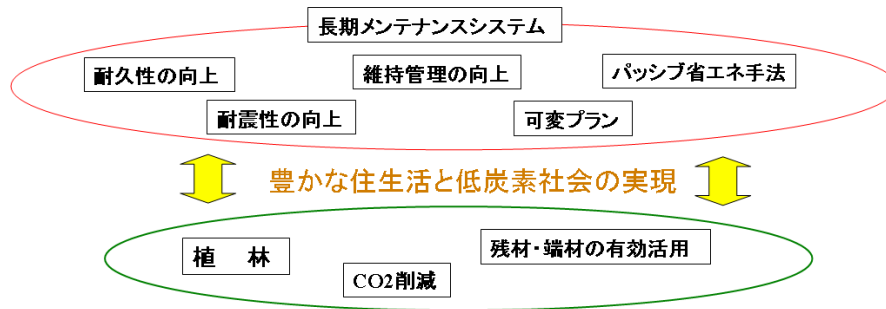 長期メンテナンスシステム
耐久性の向上
維持管理の向上
パッシブ省エネ手法
耐震性の向上
可変プラン
豊かな住生活と低炭素社会の実現
植　林
残材・端材の有効活用
CO2削減